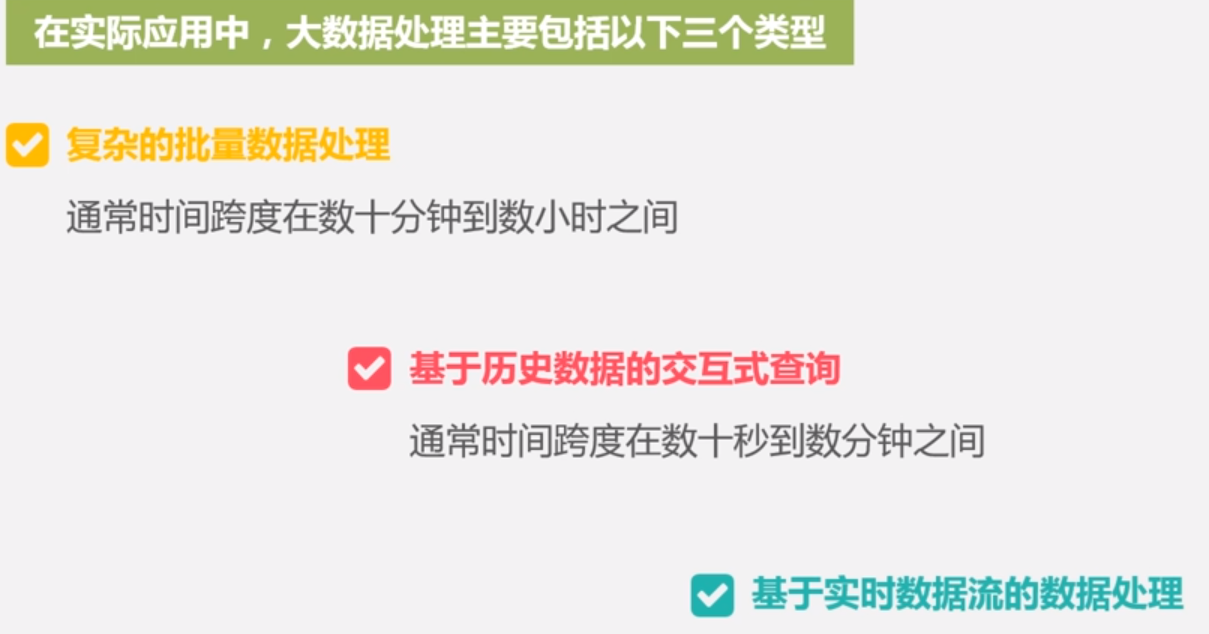 在实际应用中，大数据处理主要包括以下三个类型
复杂的批量数据处理
通常时间跨度在数十分钟到数小时之间
基于历史数据的交互式查询
通常时间跨度在数十秒到数分钟之间
基于实时数据流的数据处理